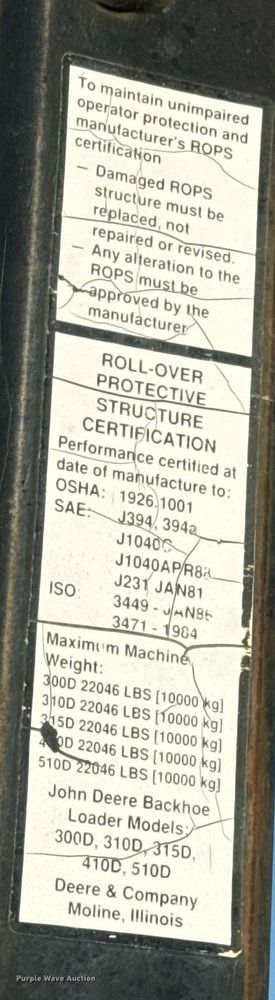 To maintain unimpaired
operator protection and
manufacturer's ROPS
certification
– Damaged ROPS
structure must be
replaced, not
repaired or revised.
– Any alteration to the
ROPS must be
approved by the
manufacturer
ROLL-OVER
PROTECTIVE
STRUCTURE
CERTIFICATION
Performance certified at
date of manufacture to:
OSHA: 1926.1001
SAE: J394, 394a
J1040C
J1040APR88
J231 JAN81
ISO: 3449 - JAN86
3471 - 1984
Maximum Machine
Weight:
300D 22046 LBS [10000 kg]
310D 22046 LBS [10000 kg]
315D 22046 LBS [10000 kg]
410D 22046 LBS [10000 kg]
510D 22046 LBS [10000 kg]
John Deere Backhoe
Loader Models:
300D, 310D, 315D,
410D, 510D
Deere & Company
Moline, Illinois
Purple Wave Auction